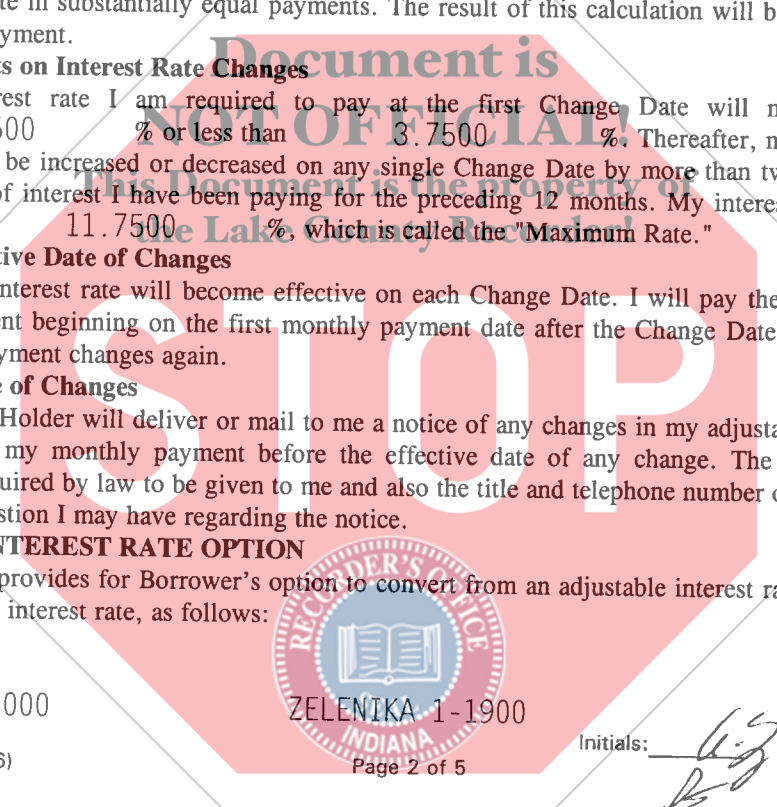 te in substantially equal payments. The result of this calculation will b
yment.
Document is
ts on Interest Rate Changes
rest rate I am required to pay at the first Change Date will n
500 % or less than 3.7500 %. Thereafter, m
NOT OFFICIAL!
be increased or decreased on any single Change Date by more than tw
This Document is the property of
of interest I have been paying for the preceding 12 months. My interes
11.7500 %, which is called the "Maximum Rate."
the Lake County Recorder!
tive Date of Changes
nterest rate will become effective on each Change Date. I will pay the
nt beginning on the first monthly payment date after the Change Date
yment changes again.
STOP
e of Changes
Holder will deliver or mail to me a notice of any changes in my adjusta
my monthly payment before the effective date of any change. The
uired by law to be given to me and also the title and telephone number o
stion I may have regarding the notice.
NTEREST RATE OPTION
provides for Borrower's option to convert from an adjustable interest ra
interest rate, as follows:
RECORDER'S OFFICE
INDIANA
000
ZELENIKA 1-1900
Initials:
6)
Page 2 of 5